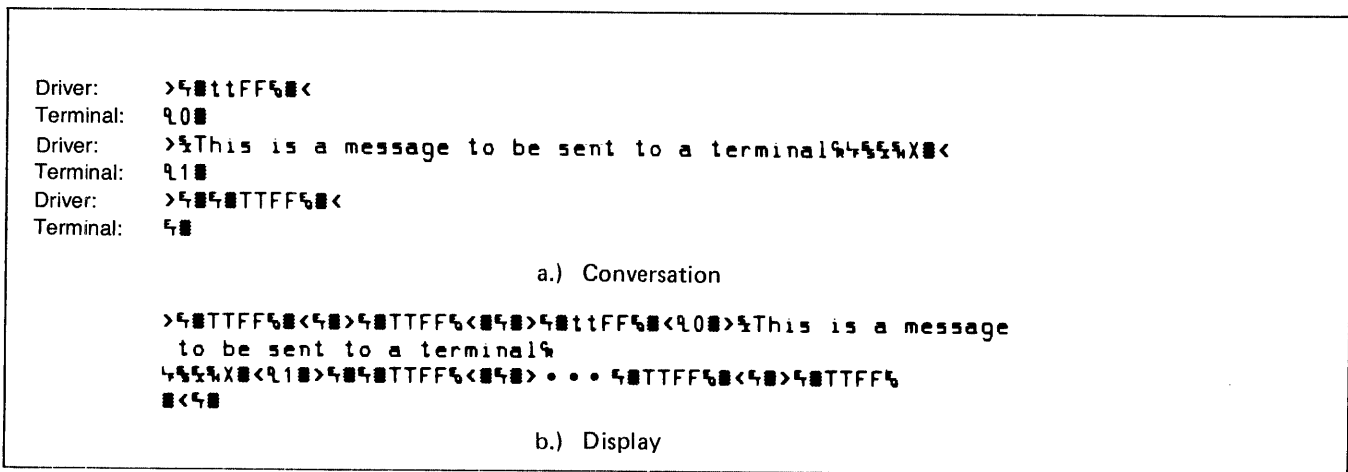 Driver: >␄▒ttFF␅▒<
Terminal: ␐0▒
Driver: >␂This is a message to be sent to a terminal␍␊X▒<
Terminal: ␐1▒
Driver: >␄▒␄▒TTFF␅▒<
Terminal: ␄▒
a.) Conversation
>␄▒TTFF␅▒<␄▒>␄▒TTFF␅<▒␄▒>␄▒ttFF␅▒<␐0▒>␂This is a message
to be sent to a terminal␍
␊X▒<␐1▒>␄▒␄▒TTFF␅<▒␄▒> • • • ␄▒TTFF␅▒<␄▒>␄▒TTFF␅
▒<␄▒
b.) Display